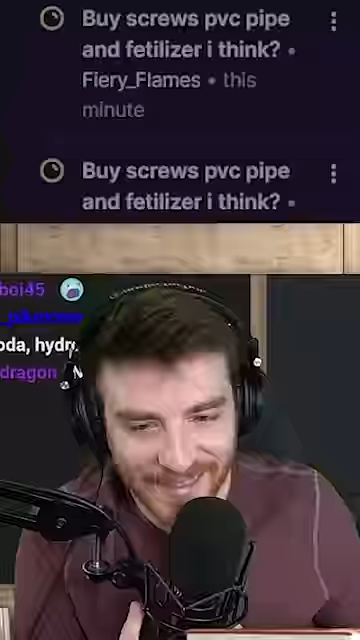 Buy screws pvc pipe
and fetilizer i think? •
Fiery_Flames • this
minute
Buy screws pvc pipe
and fetilizer i think? •
boi45
oda, hydr
dragon